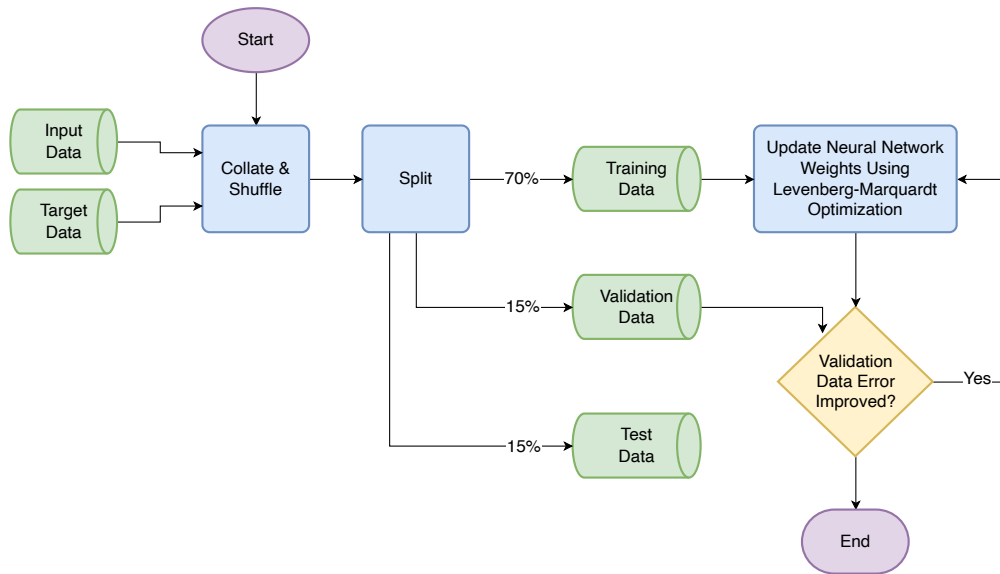 Start
Input
Data
Target
Data
Collate &
Shuffle
Split
70%
Training
Data
Update Neural Network
Weights Using
Levenberg-Marquardt
Optimization
15%
Validation
Data
Validation
Data Error
Improved?
Yes
15%
Test
Data
End